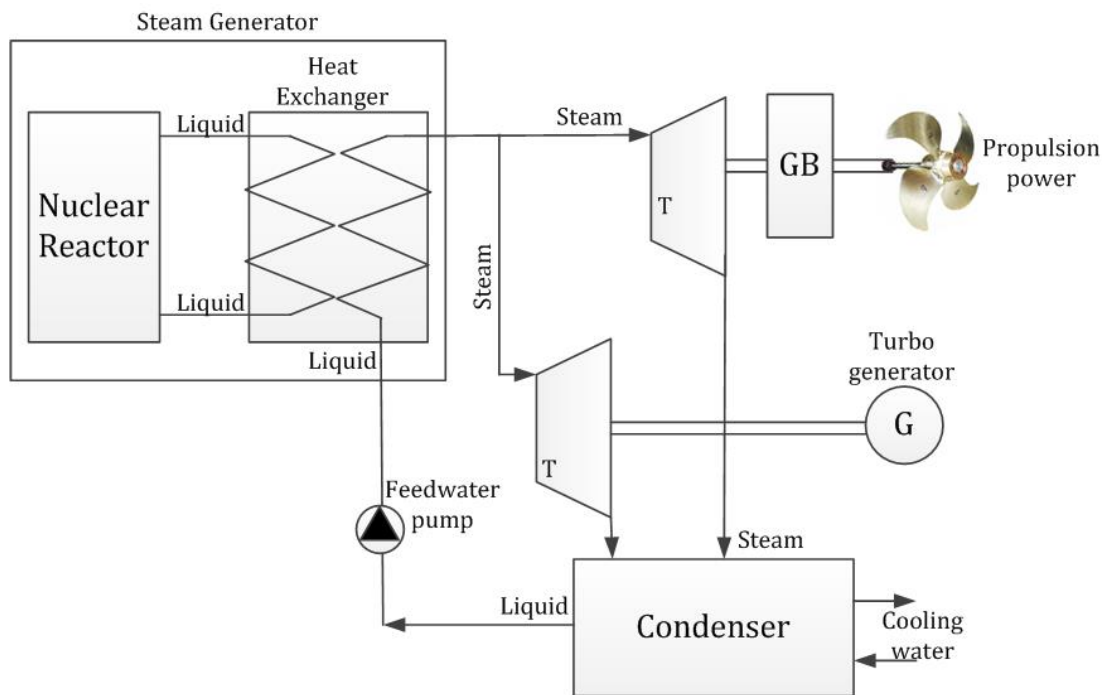 Steam Generator
Heat
Exchanger
Liquid
Steam
Nuclear
Reactor
T
GB
Propulsion
power
Steam
Liquid
Liquid
Turbo
generator
T
G
Feedwater
pump
Steam
Liquid
Condenser
Cooling
water